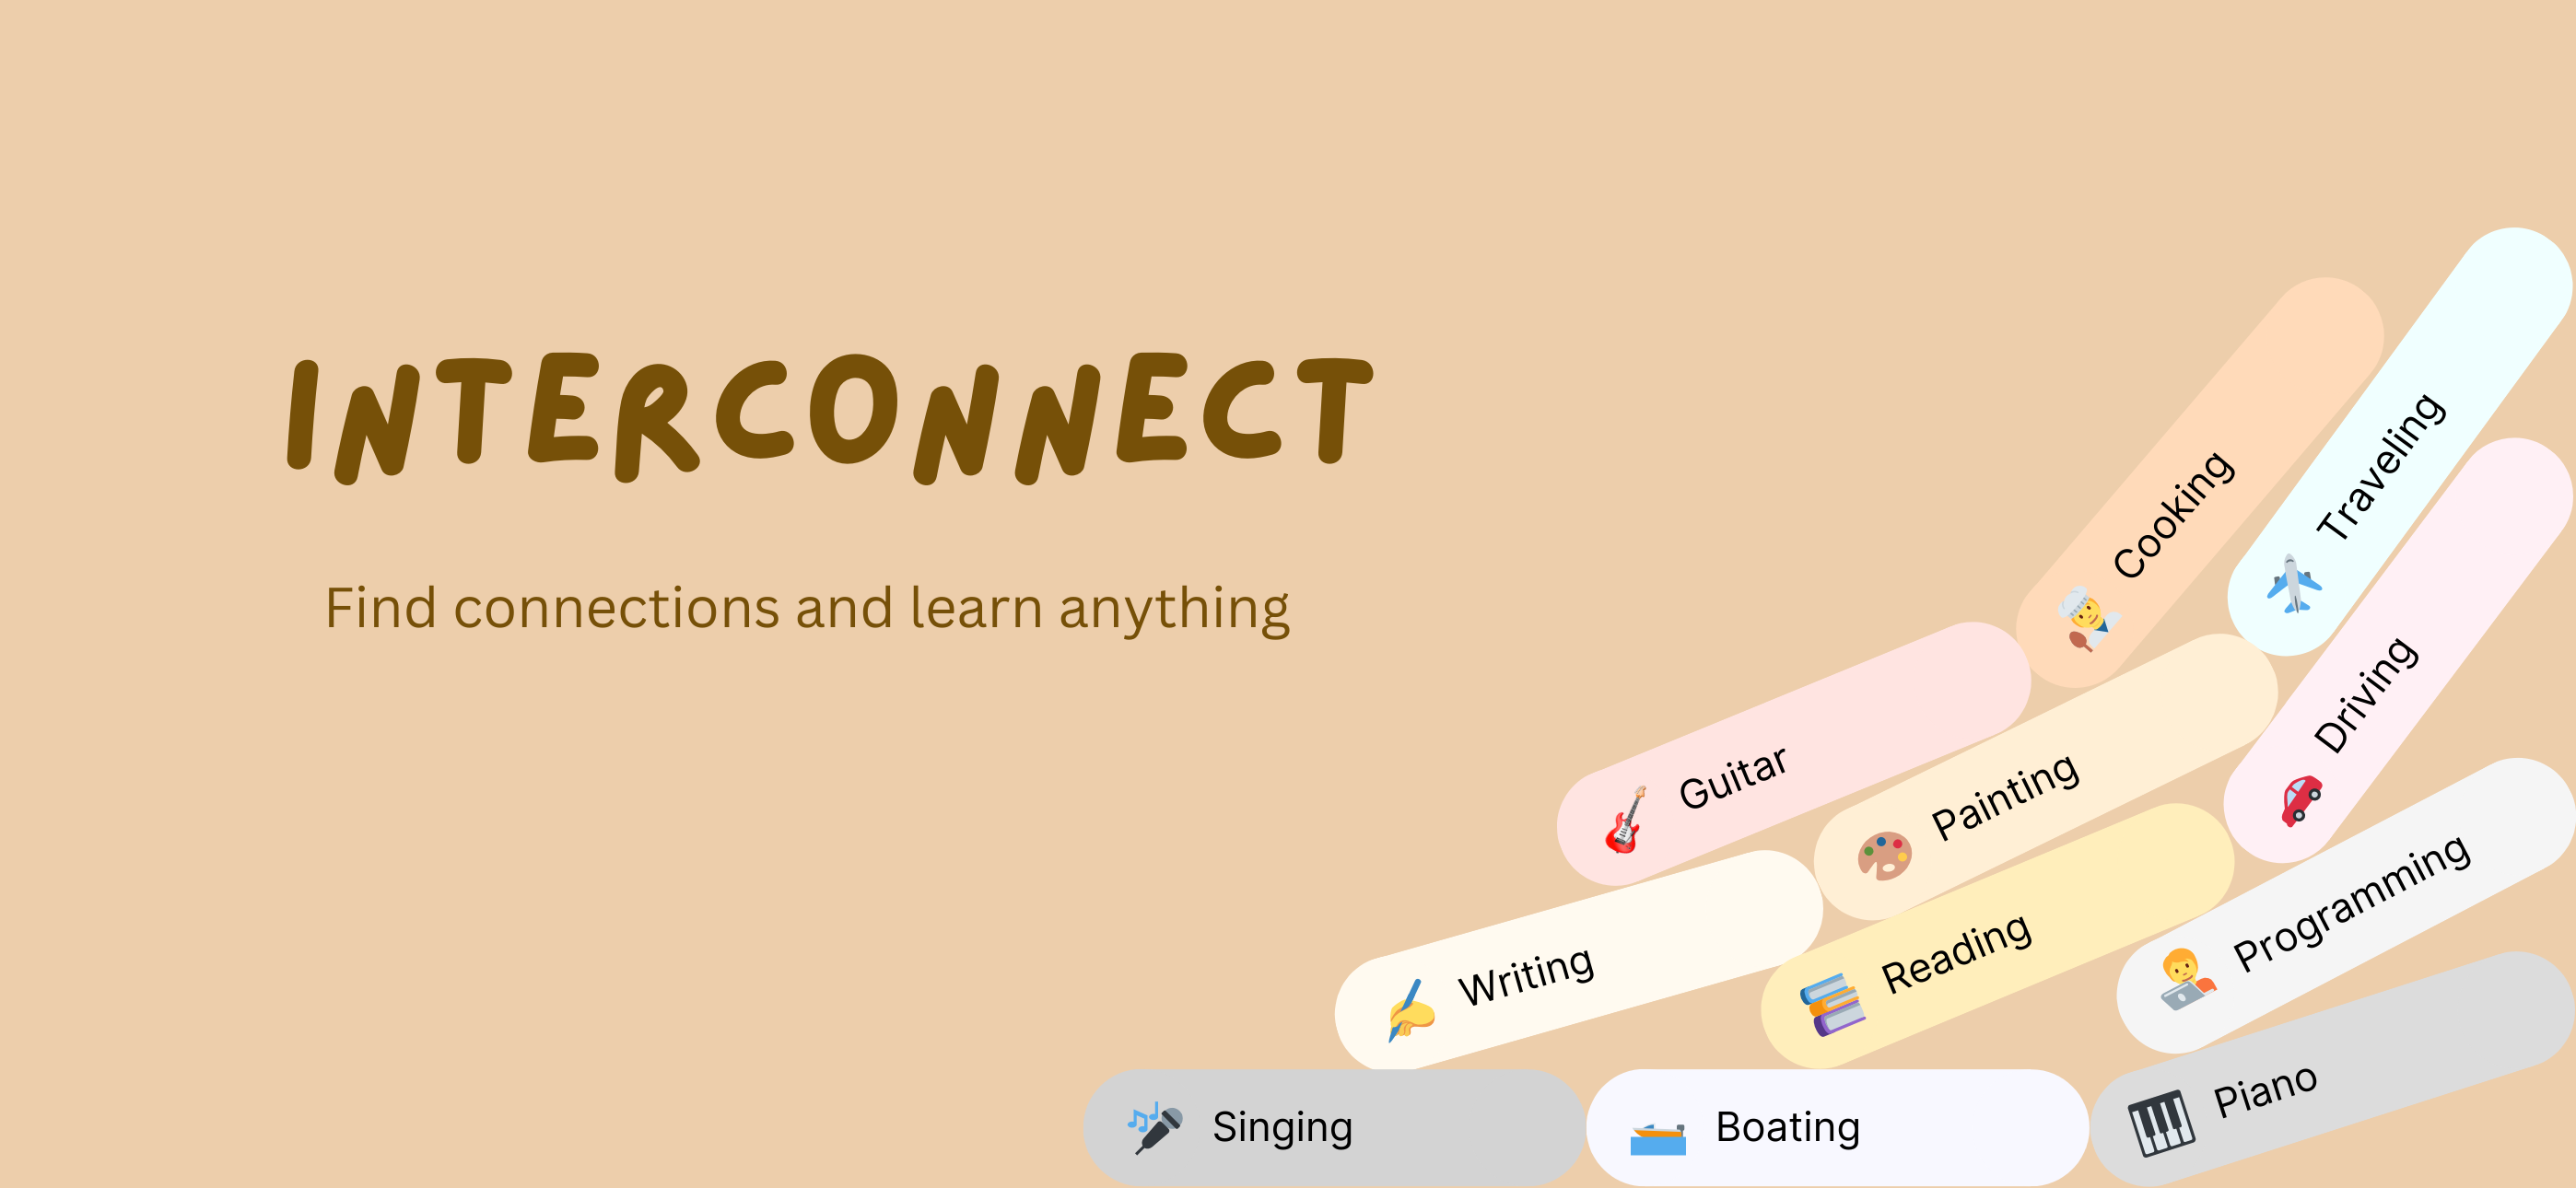 INTERCONNECT
Find connections and learn anything
Cooking
Traveling
Guitar
Painting
Driving
Writing
Reading
Programming
Singing
Boating
Piano